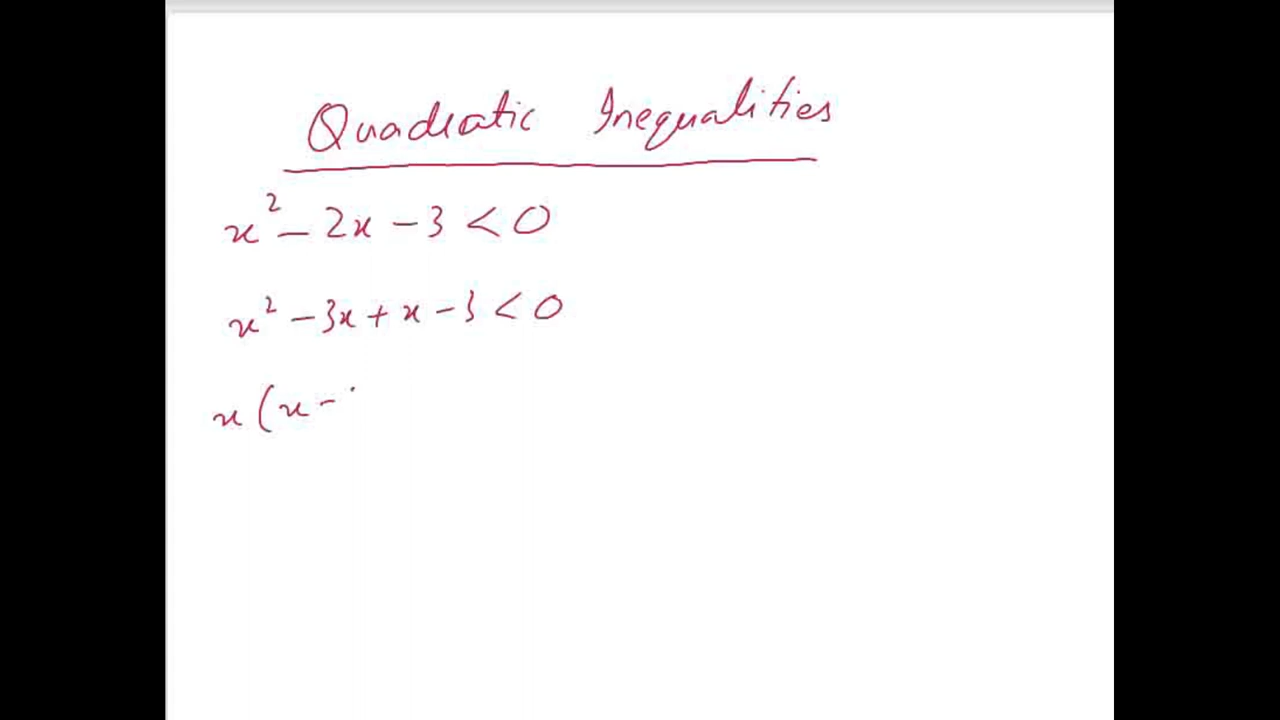 Quadratic Inequalities
x² - 2x - 3 < 0
x² - 3x + x - 3 < 0
x (x -